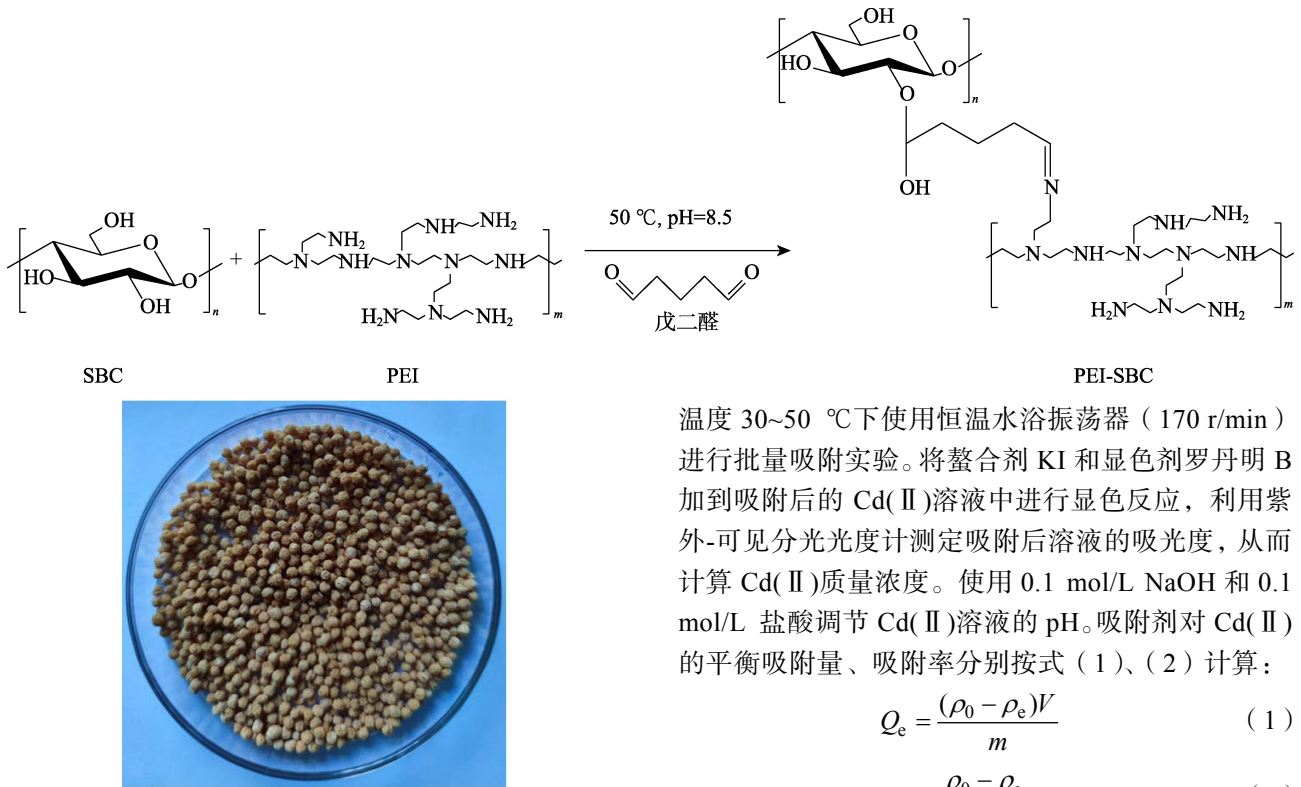 OH
O
HO
O
n
O
OH
N
OH
O
HO
O
OH
n
+
NH₂
N
NH
N
NH
NH₂
N
NH
H₂N
N
NH₂
m
50 ℃, pH=8.5
O
O
戊二醛
N
NH
N
NH
NH₂
N
NH
H₂N
N
NH₂
m
SBC
PEI
PEI-SBC
温度 30~50 ℃下使用恒温水浴振荡器（170 r/min）
进行批量吸附实验。将螯合剂 KI 和显色剂罗丹明 B
加到吸附后的 Cd(Ⅱ)溶液中进行显色反应，利用紫
外-可见分光光度计测定吸附后溶液的吸光度，从而
计算 Cd(Ⅱ)质量浓度。使用 0.1 mol/L NaOH 和 0.1
mol/L 盐酸调节 Cd(Ⅱ)溶液的 pH。吸附剂对 Cd(Ⅱ)
的平衡吸附量、吸附率分别按式（1）、（2）计算：
Qₑ = (ρ₀ − ρₑ)V / m （1）